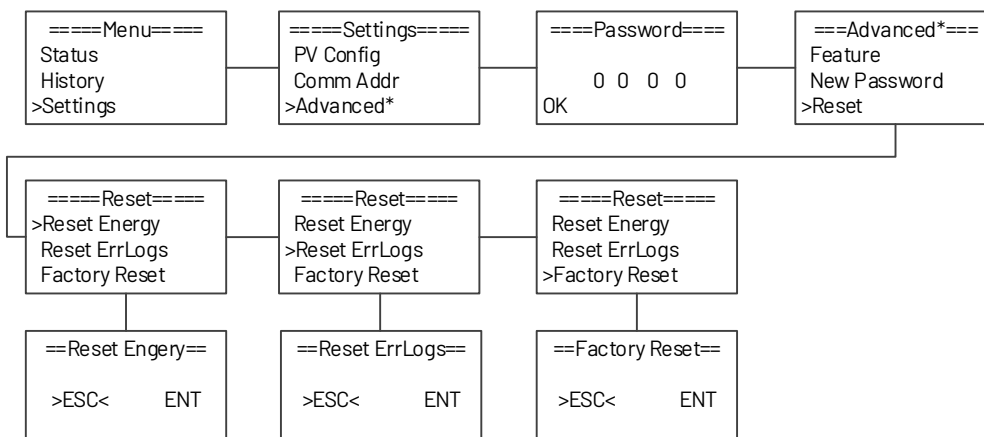 =====Menu=====
Status
History
>Settings
=====Settings=====
PV Config
Comm Addr
>Advanced*
====Password====
0 0 0 0
OK
===Advanced*===
Feature
New Password
>Reset
=====Reset=====
>Reset Energy
Reset ErrLogs
Factory Reset
=====Reset=====
Reset Energy
>Reset ErrLogs
Factory Reset
=====Reset=====
Reset Energy
Reset ErrLogs
>Factory Reset
==Reset Engery==
>ESC< ENT
==Reset ErrLogs==
>ESC< ENT
==Factory Reset==
>ESC< ENT